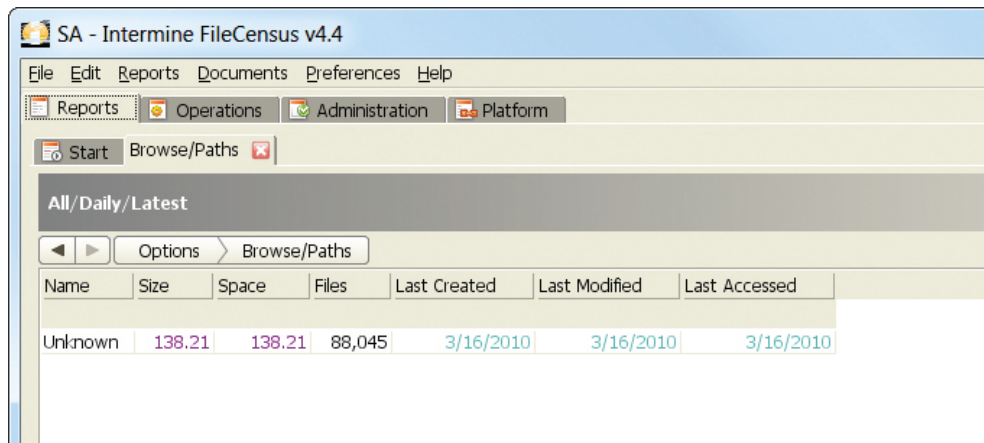 SA - Intermine FileCensus v4.4
File Edit Reports Documents Preferences Help
Reports Operations Administration Platform
Start Browse/Paths
All/Daily/Latest
Options Browse/Paths
Name Size Space Files Last Created Last Modified Last Accessed
Unknown 138.21 138.21 88,045 3/16/2010 3/16/2010 3/16/2010